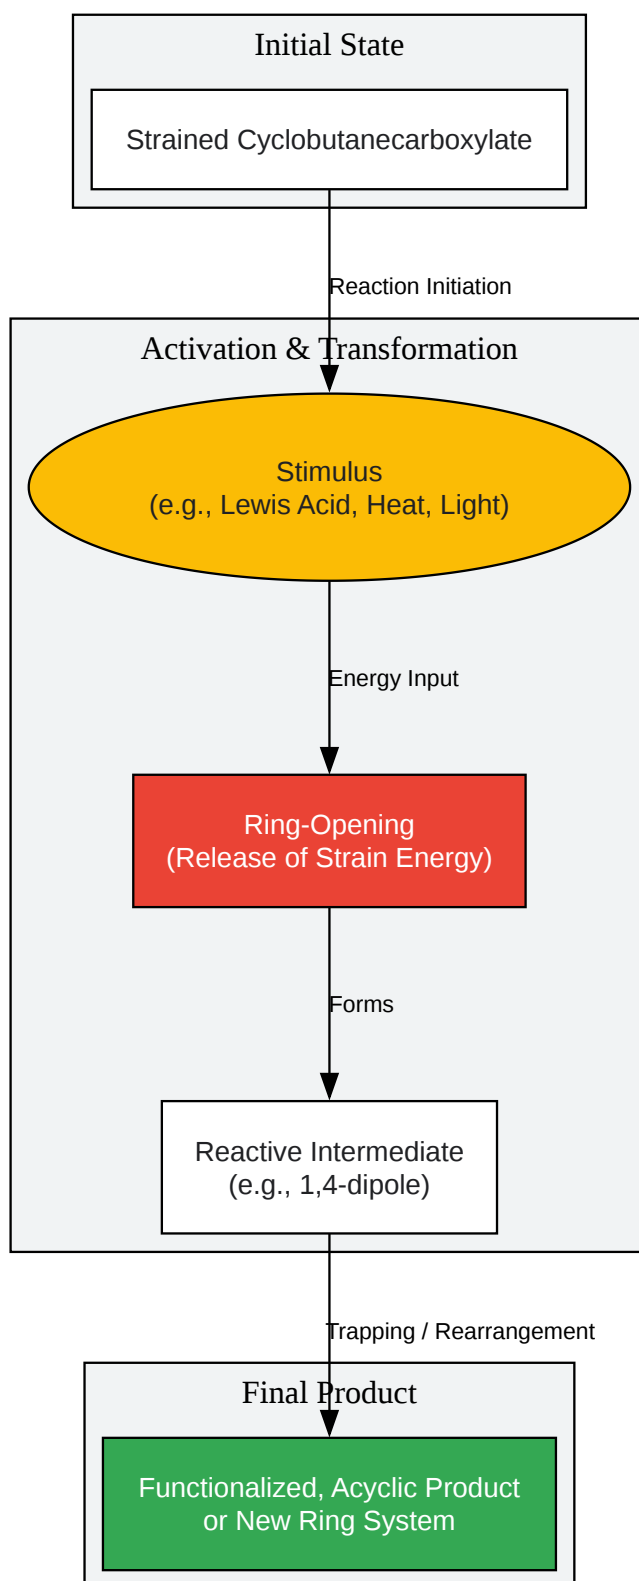 Initial State
Strained Cyclobutanecarboxylate
Reaction Initiation
Activation & Transformation
Stimulus
(e.g., Lewis Acid, Heat, Light)
Energy Input
Ring-Opening
(Release of Strain Energy)
Forms
Reactive Intermediate
(e.g., 1,4-dipole)
Trapping / Rearrangement
Final Product
Functionalized, Acyclic Product
or New Ring System